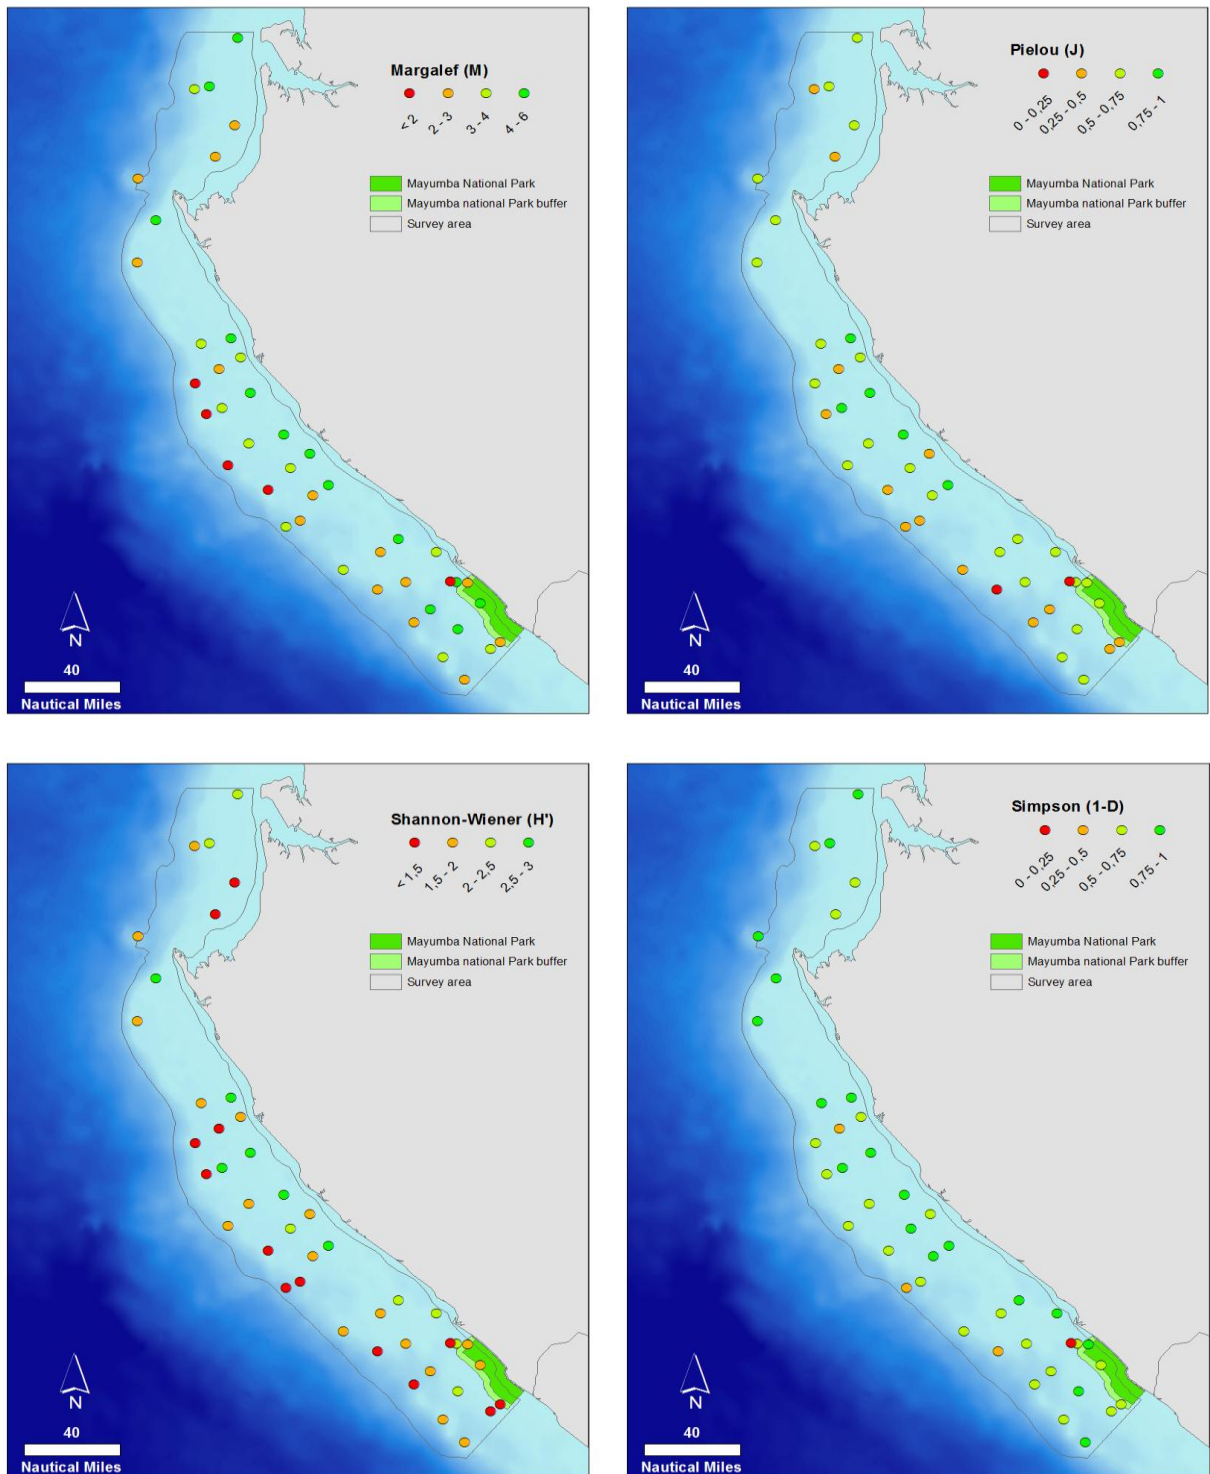 Margalef (M)
<2
2 - 3
3 - 4
4 - 6
Mayumba National Park
Mayumba national Park buffer
Survey area
N
40
Nautical Miles
Pielou (J)
0 - 0,25
0,25 - 0,5
0,5 - 0,75
0,75 - 1
Mayumba National Park
Mayumba national Park buffer
Survey area
N
40
Nautical Miles
Shannon-Wiener (H')
< 1,5
1,5 - 2
2 - 2,5
2,5 - 3
Mayumba National Park
Mayumba national Park buffer
Survey area
N
40
Nautical Miles
Simpson (1-D)
0 - 0,25
0,25 - 0,5
0,5 - 0,75
0,75 - 1
Mayumba National Park
Mayumba national Park buffer
Survey area
N
40
Nautical Miles